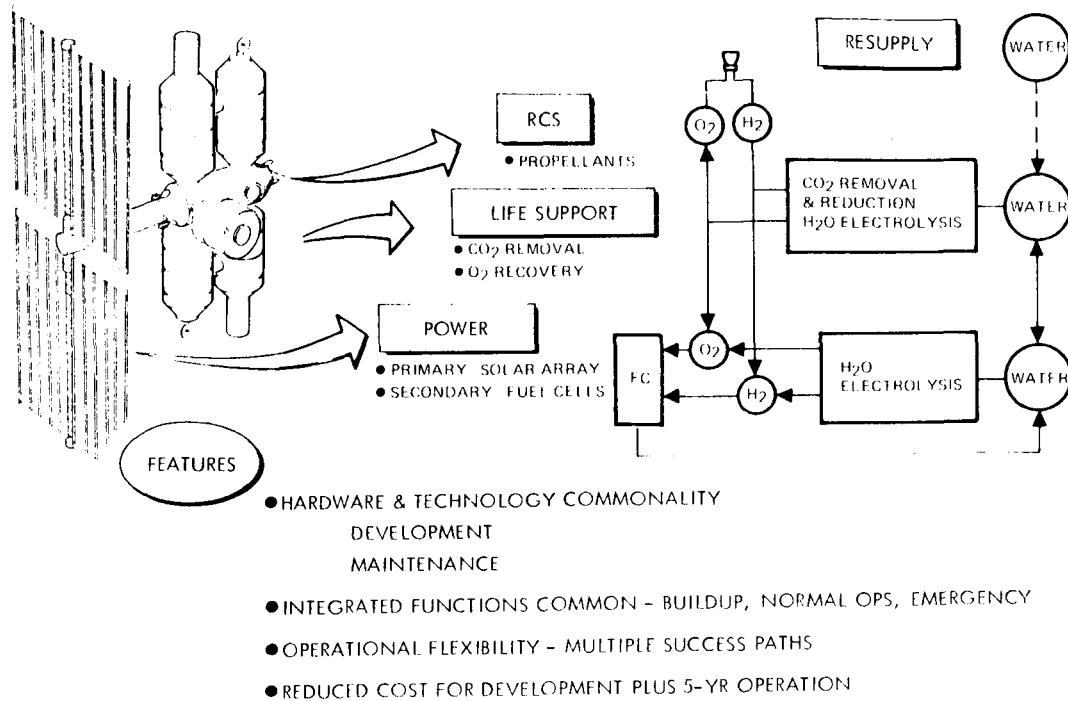 RESUPPLY
WATER
RCS
● PROPELLANTS
O2
H2
LIFE SUPPORT
● CO2 REMOVAL
● O2 RECOVERY
CO2 REMOVAL
& REDUCTION
H2O ELECTROLYSIS
WATER
POWER
● PRIMARY SOLAR ARRAY
● SECONDARY FUEL CELLS
FC
O2
H2
H2O
ELECTROLYSIS
WATER
FEATURES
● HARDWARE & TECHNOLOGY COMMONALITY
DEVELOPMENT
MAINTENANCE
● INTEGRATED FUNCTIONS COMMON - BUILDUP, NORMAL OPS, EMERGENCY
● OPERATIONAL FLEXIBILITY - MULTIPLE SUCCESS PATHS
● REDUCED COST FOR DEVELOPMENT PLUS 5-YR OPERATION